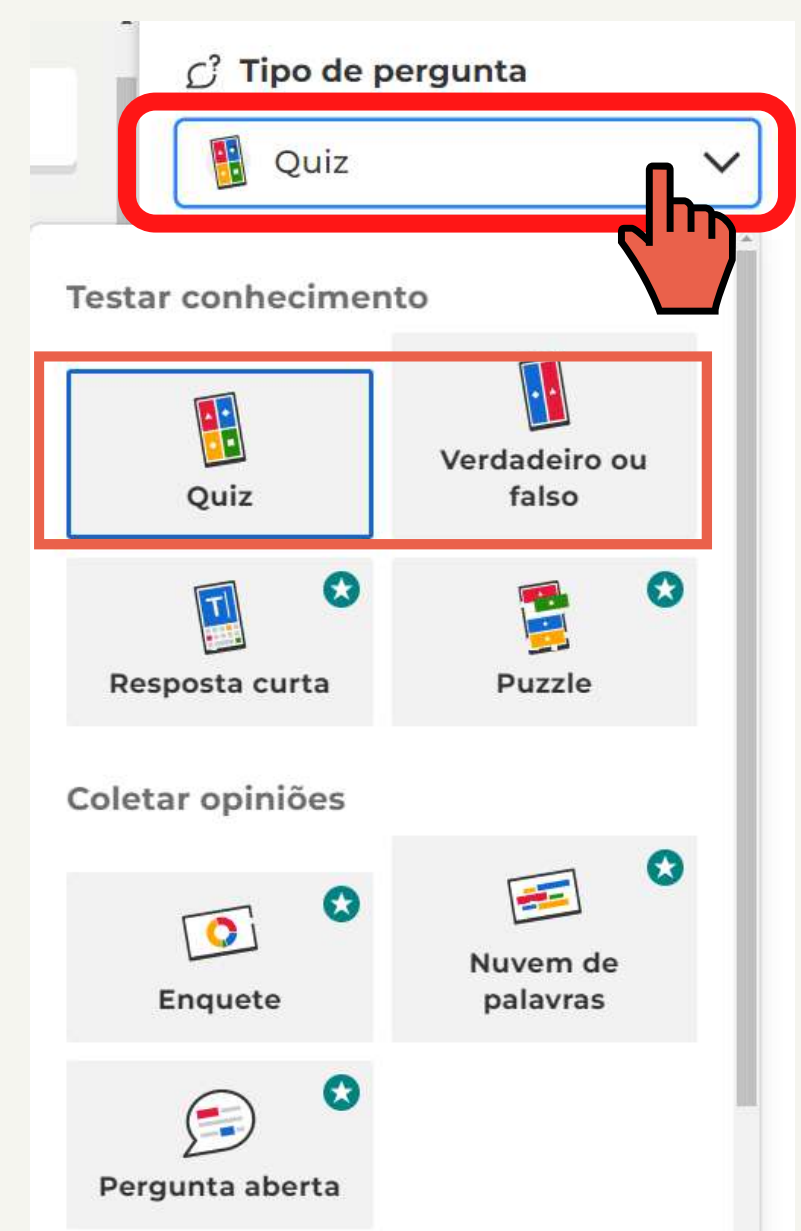 Tipo de pergunta
Quiz
Testar conhecimento
Quiz
Verdadeiro ou
falso
Resposta curta
Puzzle
Coletar opiniões
Enquete
Nuvem de
palavras
Pergunta aberta